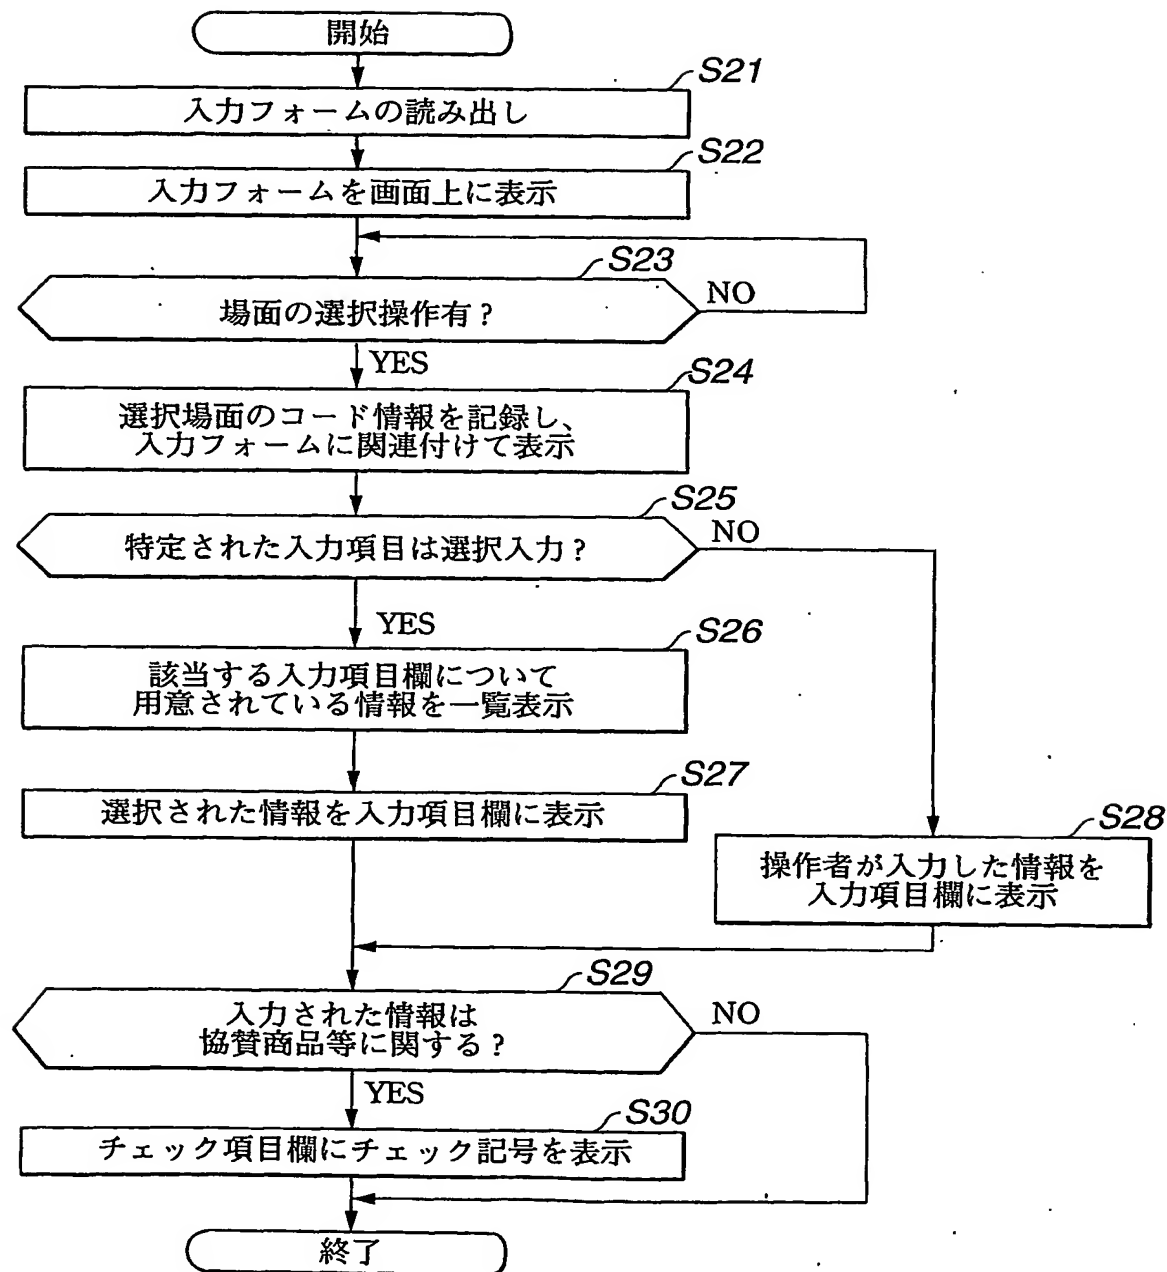 開始
S21
入力フォームの読み出し
S22
入力フォームを画面上に表示
S23
場面の選択操作有?
NO
YES
S24
選択場面のコード情報を記録し、
入力フォームに関連付けて表示
S25
特定された入力項目は選択入力?
NO
YES
S26
該当する入力項目欄について
用意されている情報を一覧表示
S27
選択された情報を入力項目欄に表示
S28
操作者が入力した情報を
入力項目欄に表示
S29
入力された情報は
協賛商品等に関する?
NO
YES
S30
チェック項目欄にチェック記号を表示
終了